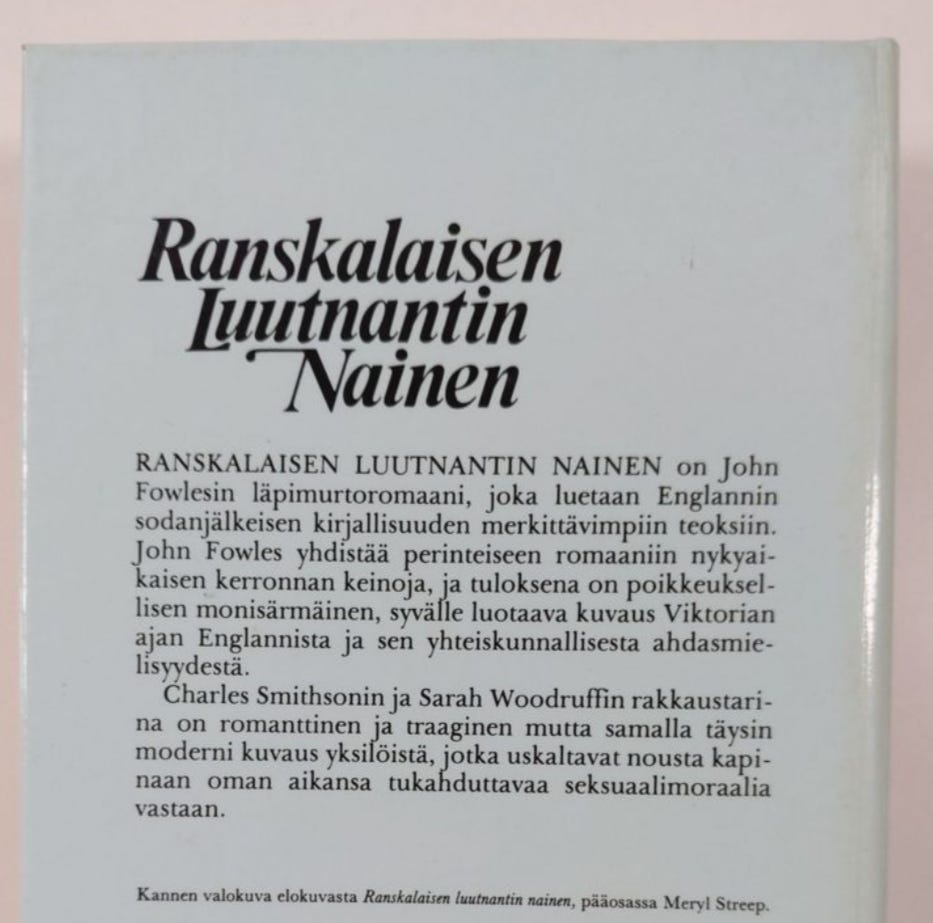 Ranskalaisen
Luutnantin
Nainen
RANSKALAISEN LUUTNANTIN NAINEN on John
Fowlesin läpimurtoromaani, joka luetaan Englannin
sodanjälkeisen kirjallisuuden merkittävimpiin teoksiin.
John Fowles yhdistää perinteiseen romaaniin nykyai-
kaisen kerronnan keinoja, ja tuloksena on poikkeuksel-
lisen monisärmäinen, syvälle luotaava kuvaus Viktorian
ajan Englannista ja sen yhteiskunnallisesta ahdasmie-
lisyydestä.
Charles Smithsonin ja Sarah Woodruffin rakkaustari-
na on romanttinen ja traaginen mutta samalla täysin
moderni kuvaus yksilöistä, jotka uskaltavat nousta kapi-
naan oman aikansa tukahduttavaa seksuaalimoraalia
vastaan.
Kannen valokuva elokuvasta Ranskalaisen luutnantin nainen, pääosassa Meryl Streep.